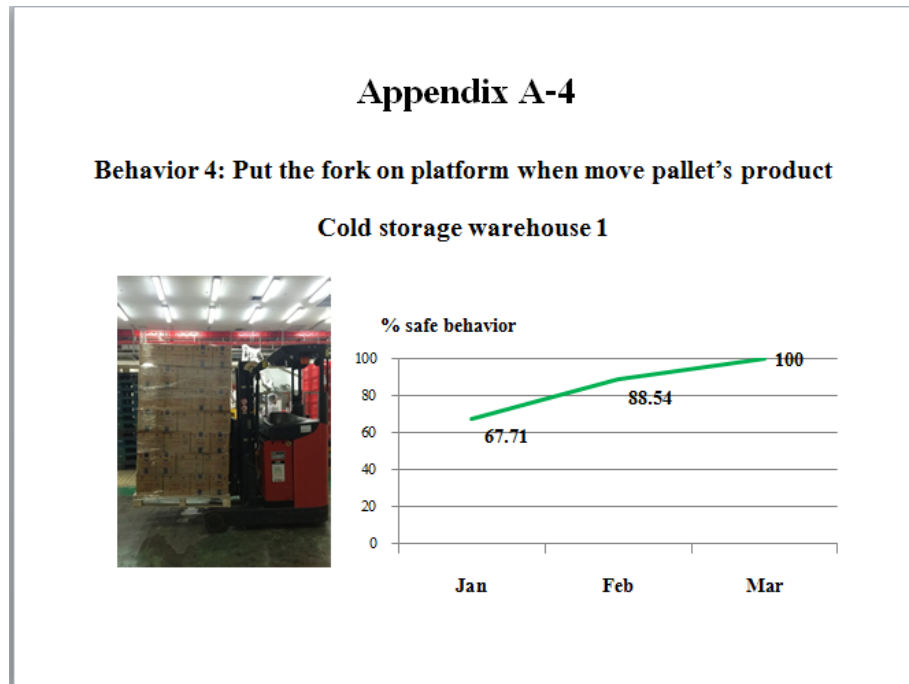 Appendix A-4
Behavior 4: Put the fork on platform when move pallet’s product
Cold storage warehouse 1
% safe behavior
100
80
60
40
20
0
67.71
88.54
100
Jan
Feb
Mar